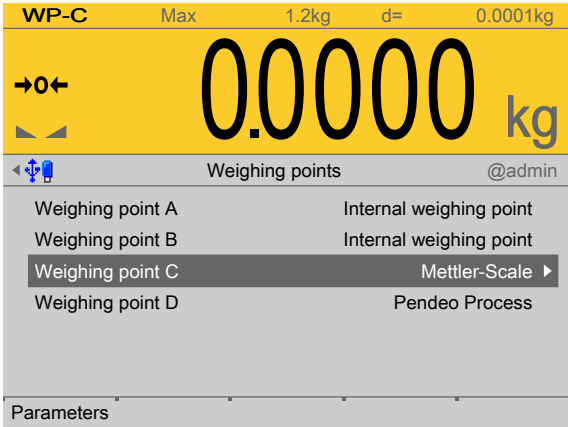 WP-C Max 1.2kg d= 0.0001kg
→0← 0.0000 kg
Weighing points @admin
Weighing point A Internal weighing point
Weighing point B Internal weighing point
Weighing point C Mettler-Scale
Weighing point D Pendeo Process
Parameters